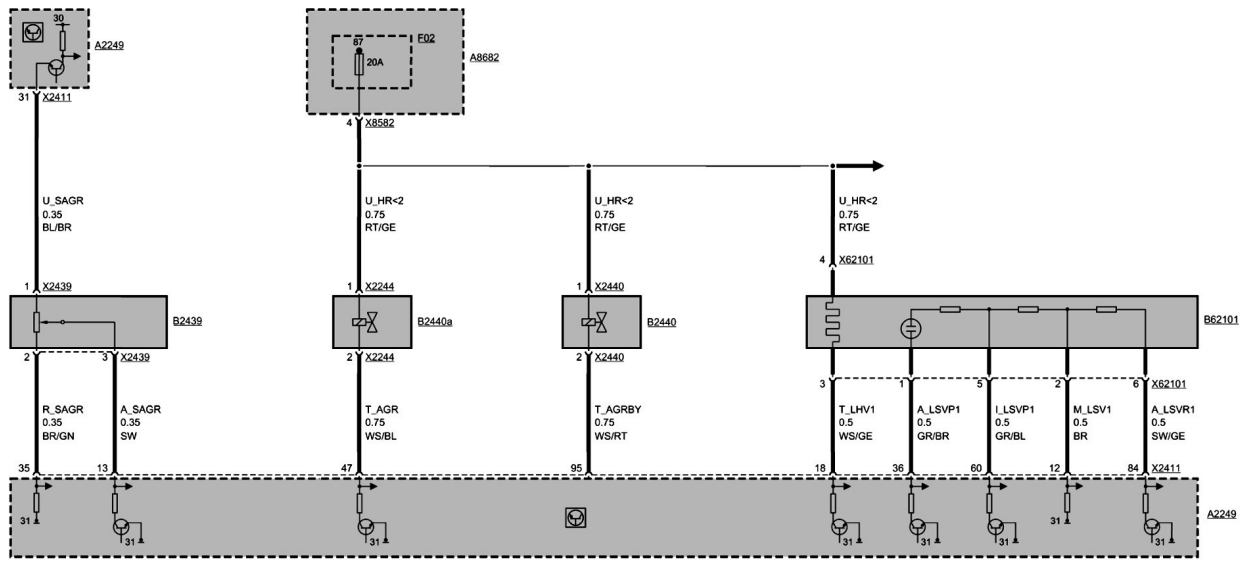 30
A2249
31 X2411
F02
87
20A
A8682
4 X8582
U_SAGR
0.35
BL/BR
U_HR<2
0.75
RT/GE
U_HR<2
0.75
RT/GE
U_HR<2
0.75
RT/GE
4 X62101
1 X2439
1 X2244
1 X2440
B2439
B2440a
B2440
B62101
2 3 X2439
2 X2244
2 X2440
3 1 5 2 6 X62101
R_SAGR
0.35
BR/GN
A_SAGR
0.35
SW
T_AGR
0.75
WS/BL
T_AGRBY
0.75
WS/RT
T_LHV1
0.5
WS/GE
A_LSVP1
0.5
GR/BR
I_LSVP1
0.5
GR/BL
M_LSV1
0.5
BR
A_LSVR1
0.5
SW/GE
35 13 47 95 18 36 60 12 84 X2411
31 31 31 31 31 31 31 31
A2249